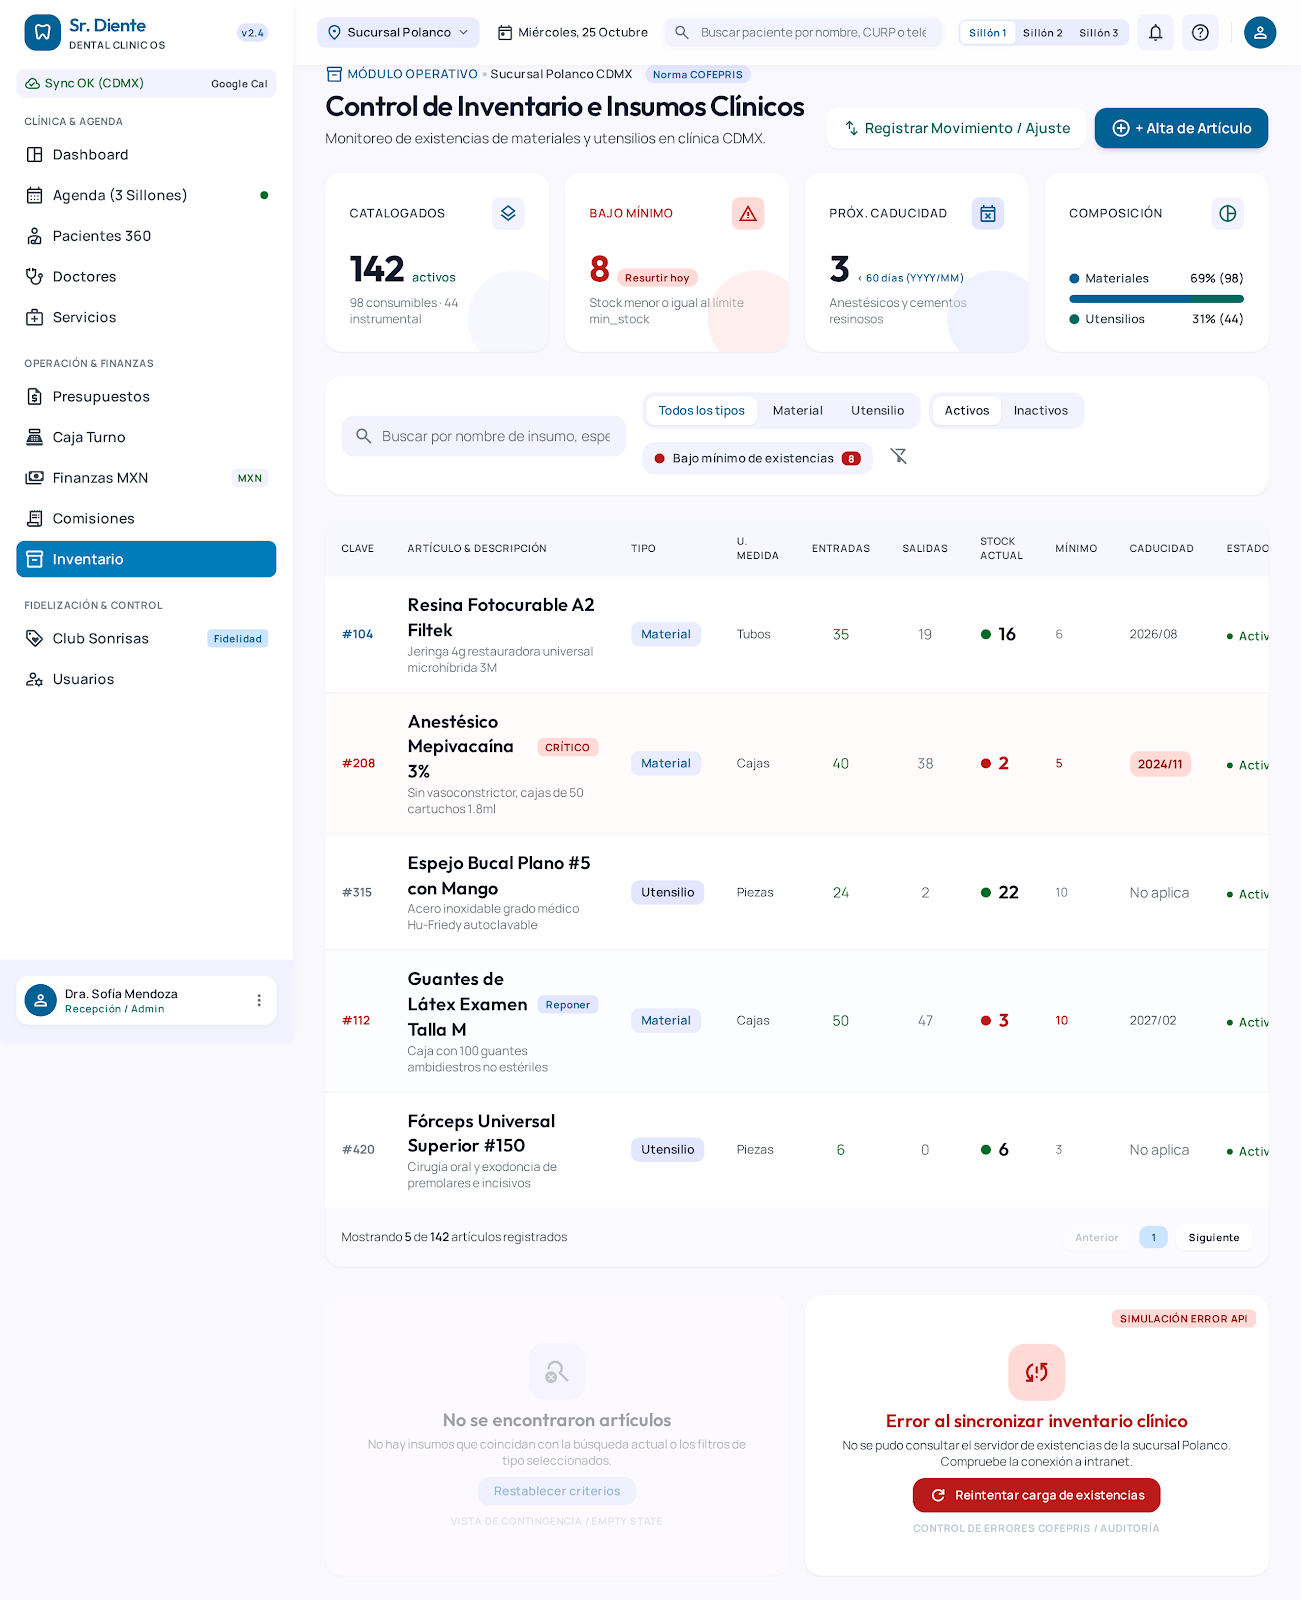 Sr. Diente
DENTAL CLINICOS
v2.4
Sync OK (CDMX)
Google Cal
CLÍNICA & AGENDA
Dashboard
Agenda (3 Sillones)
Pacientes 360
Doctores
Servicios
OPERACIÓN & FINANZAS
Presupuestos
Caja Turno
Finanzas MXN
MXN
Comisiones
Inventario
FIDELIZACIÓN & CONTROL
Club Sonrisas
Fidelidad
Usuarios
Dra. Sofía Mendoza
Recepción / Admin
Sucursal Polanco
Miércoles, 25 Octubre
Buscar paciente por nombre, CURP o telé
Sillón 1
Sillón 2
Sillón 3
MÓDULO OPERATIVO • Sucursal Polanco CDMX
Norma COFEPRIS
Control de Inventario e Insumos Clínicos
Monitoreo de existencias de materiales y utensilios en clínica CDMX.
Registrar Movimiento / Ajuste
+ Alta de Artículo
CATALOGADOS
142 activos
98 consumibles · 44
instrumental
BAJO MÍNIMO
8 Resurtir hoy
Stock menor o igual al límite
min_stock
PRÓX. CADUCIDAD
3 < 60 días (YYYY/MM)
Anestésicos y cementos
resinosos
COMPOSICIÓN
Materiales 69% (98)
Utensilios 31% (44)
Buscar por nombre de insumo, espe
Todos los tipos
Material
Utensilio
Activos
Inactivos
Bajo mínimo de existencias 8
CLAVE
ARTÍCULO & DESCRIPCIÓN
TIPO
U.
MEDIDA
ENTRADAS
SALIDAS
STOCK
ACTUAL
MÍNIMO
CADUCIDAD
ESTADO
#104
Resina Fotocurable A2
Filtek
Jeringa 4g restauradora universal
microhíbrida 3M
Material
Tubos
35
19
16
6
2026/08
Activ
#208
Anestésico
Mepivacaína
3%
CRÍTICO
Sin vasoconstrictor, cajas de 50
cartuchos 1.8ml
Material
Cajas
40
38
2
5
2024/11
Activ
#315
Espejo Bucal Plano #5
con Mango
Acero inoxidable grado médico
Hu-Friedy autoclavable
Utensilio
Piezas
24
2
22
10
No aplica
Activ
#112
Guantes de
Látex Examen
Talla M
Reponer
Caja con 100 guantes
ambidiestros no estériles
Material
Cajas
50
47
3
10
2027/02
Activ
#420
Fórceps Universal
Superior #150
Cirugía oral y exodoncia de
premolares e incisivos
Utensilio
Piezas
6
0
6
3
No aplica
Activ
Mostrando 5 de 142 artículos registrados
Anterior
1
Siguiente
No se encontraron artículos
No hay insumos que coincidan con la búsqueda actual o los filtros de
tipo seleccionados.
Restablecer criterios
VISTA DE CONTINGENCIA / EMPTY STATE
SIMULACIÓN ERROR API
Error al sincronizar inventario clínico
No se pudo consultar el servidor de existencias de la sucursal Polanco.
Compruebe la conexión a intranet.
Reintentar carga de existencias
CONTROL DE ERRORES COFEPRIS / AUDITORÍA